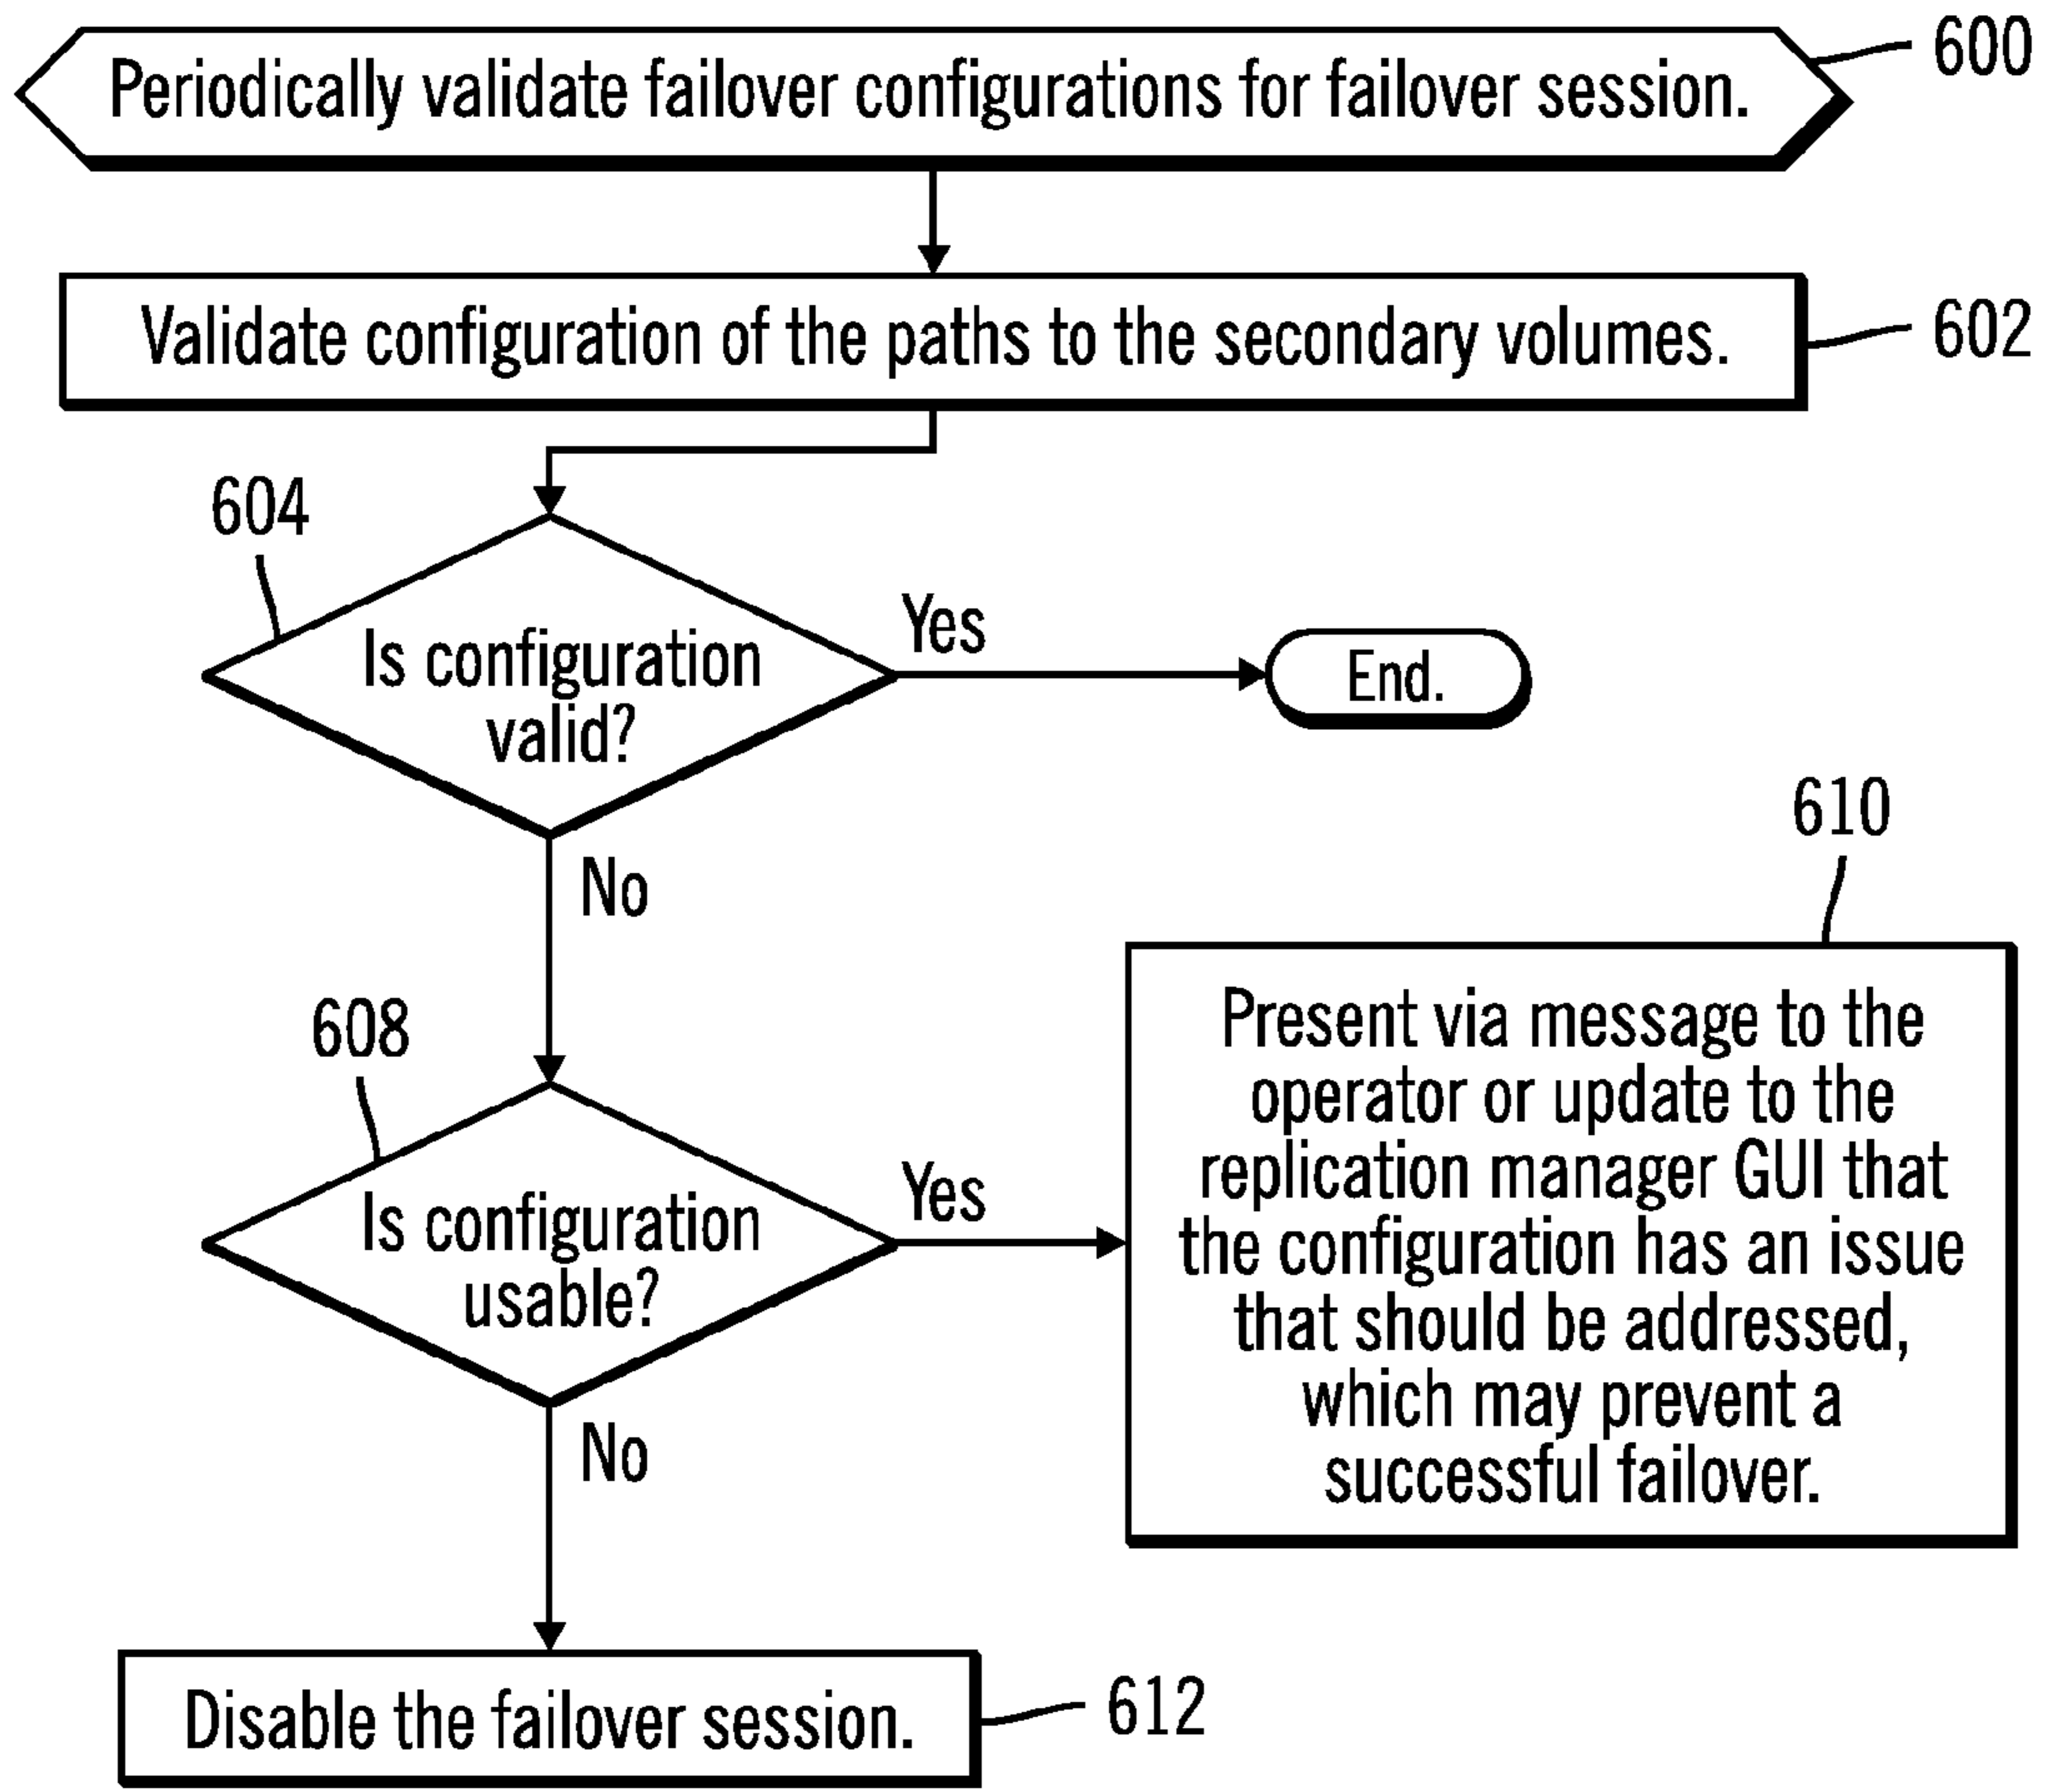 Periodically validate failover configurations for failover session.
600
Validate configuration of the paths to the secondary volumes.
602
604
Is configuration
valid?
Yes
End.
No
608
Is configuration
usable?
Yes
610
Present via message to the
operator or update to the
replication manager GUI that
the configuration has an issue
that should be addressed,
which may prevent a
successful failover.
No
Disable the failover session.
612